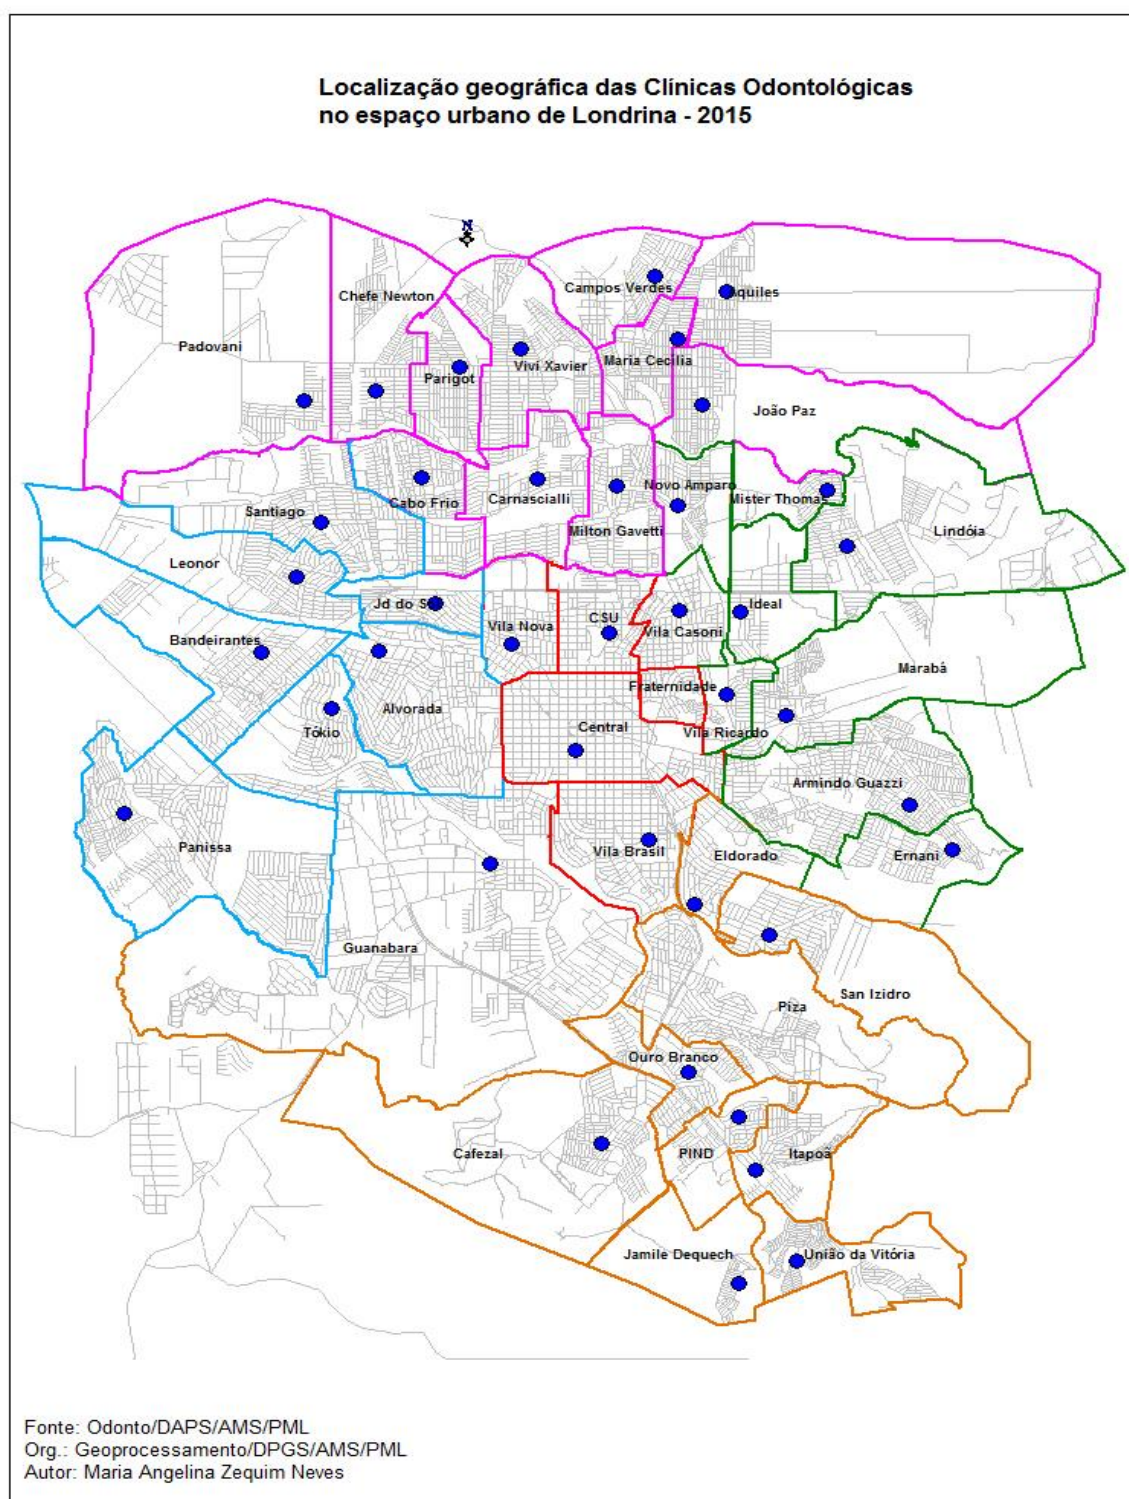 Localização geográfica das Clínicas Odontológicas
no espaço urbano de Londrina - 2015
N
Chefe Newton
Campos Verdes
Aquiles
Padovani
Parigot
Vivi Xavier
Maria Cecília
João Paz
Cabo Frio
Carnascialli
Novo Amparo
Mister Thomas
Santiago
Milton Gavetti
Lindóia
Leonor
Jd do S
Vila Nova
CSU
Vila Casoni
Ideal
Bandeirantes
Marabá
Fraternidade
Alvorada
Tókio
Central
Vila Ricardo
Armindo Guazzi
Panissa
Vila Brasil
Eldorado
Ernani
Guanabara
San Izidro
Piza
Ouro Branco
Cafezal
PIND
Itapoã
Jamile Dequech
União da Vitória
Fonte: Odonto/DAPS/AMS/PML
Org.: Geoprocessamento/DPGS/AMS/PML
Autor: Maria Angelina Zequim Neves